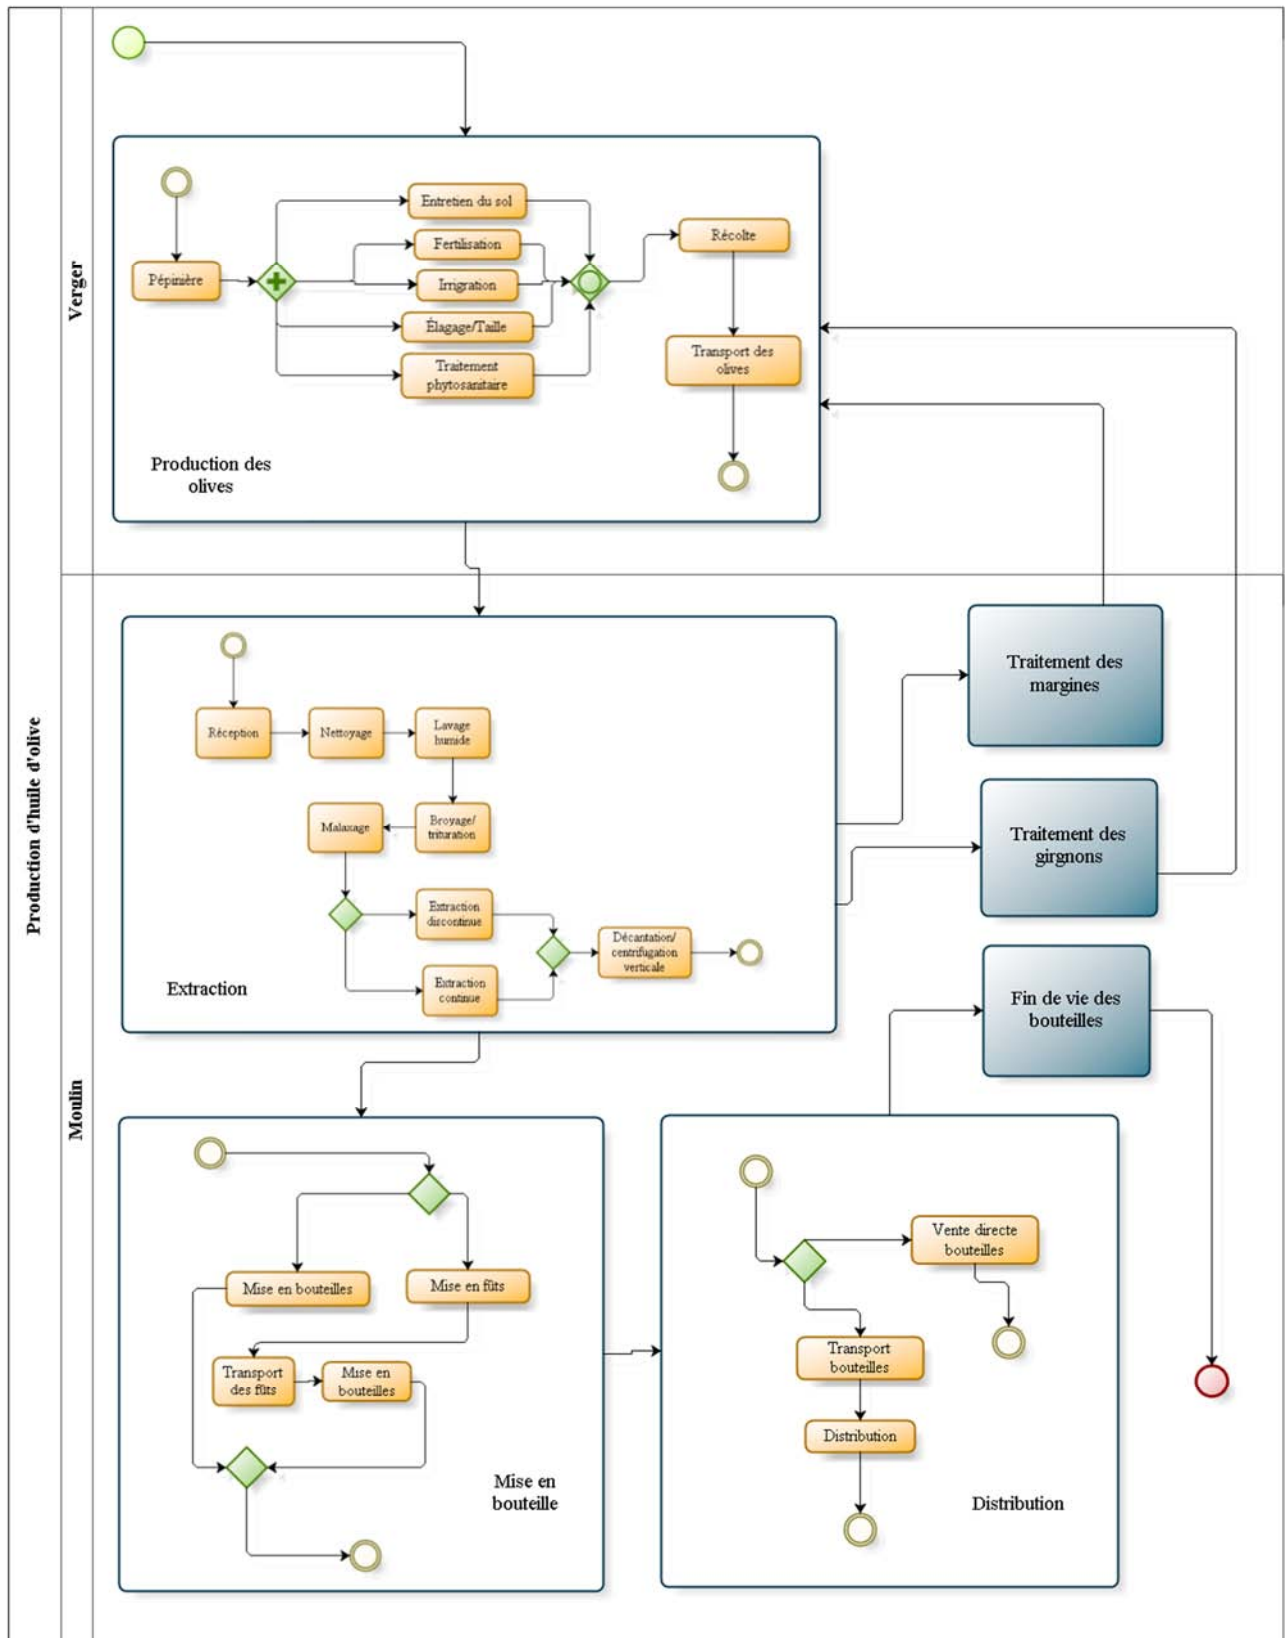 Production d'huile d'olive
Verger
Pépinière
Entretien du sol
Fertilisation
Irrigration
Élagage/Taille
Traitement
phytosanitaire
Récolte
Transport des
olives
Production des
olives
Moulin
Réception
Nettoyage
Lavage
humide
Malaxage
Broyage/
trituration
Extraction
discontinue
Extraction
continue
Décantation/
centrifugation
verticale
Extraction
Traitement des
margines
Traitement des
girgnons
Fin de vie des
bouteilles
Mise en bouteilles
Mise en fûts
Transport
des fûts
Mise en
bouteilles
Mise en
bouteille
Vente directe
bouteilles
Transport
bouteilles
Distribution
Distribution